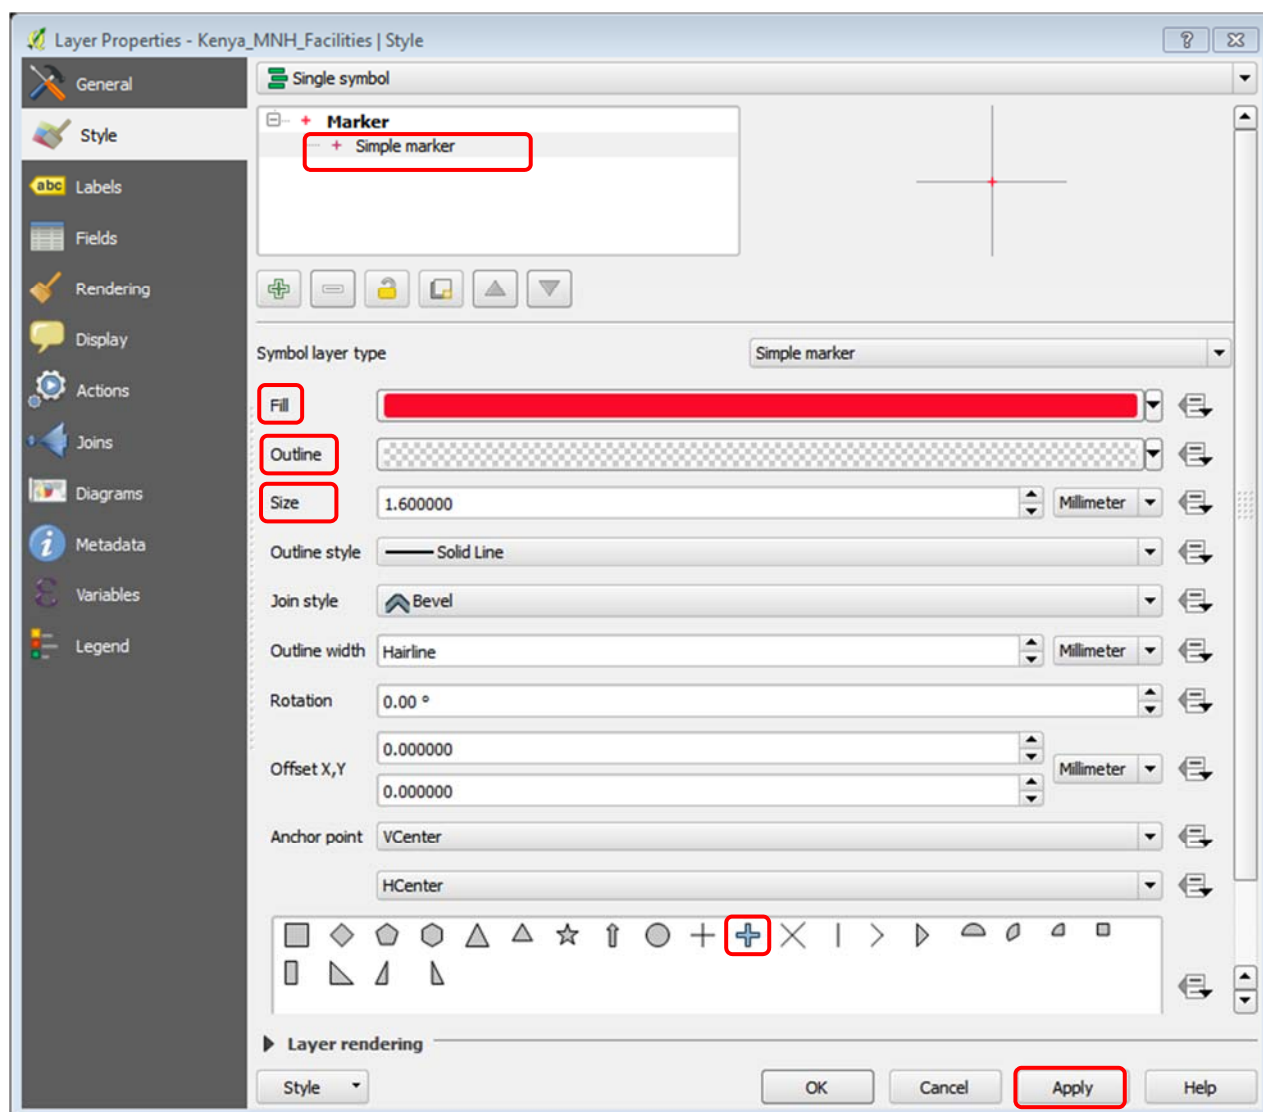 Layer Properties - Kenya_MNH_Facilities | Style
General
Style
Labels
Fields
Rendering
Display
Actions
Joins
Diagrams
Metadata
Variables
Legend
Single symbol
Marker
Simple marker
Symbol layer type Simple marker
Fill
Outline
Size 1.600000 Millimeter
Outline style Solid Line
Join style Bevel
Outline width Hairline Millimeter
Rotation 0.00 °
Offset X,Y 0.000000 Millimeter
0.000000
Anchor point VCenter
HCenter
Layer rendering
Style OK Cancel Apply Help
abc